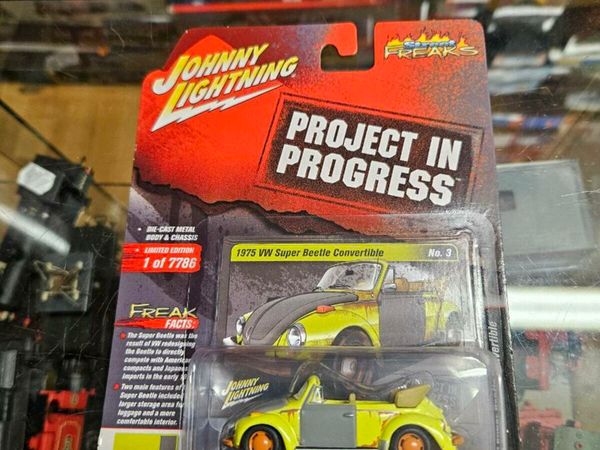 JOHNNY
LIGHTNING
Street
FREAKS
PROJECT IN
PROGRESS™
DIE-CAST METAL
BODY & CHASSIS
LIMITED EDITION
1 of 7786
1975 VW Super Beetle Convertible
No. 3
FREAK
FACTS:
The Super Beetle was the
result of VW redesigning
the Beetle to directly
compete with American
compacts and Japanese
imports in the early
Two main features of
Super Beetle included
larger storage area for
luggage and a more
comfortable interior.
JOHNNY
LIGHTNING